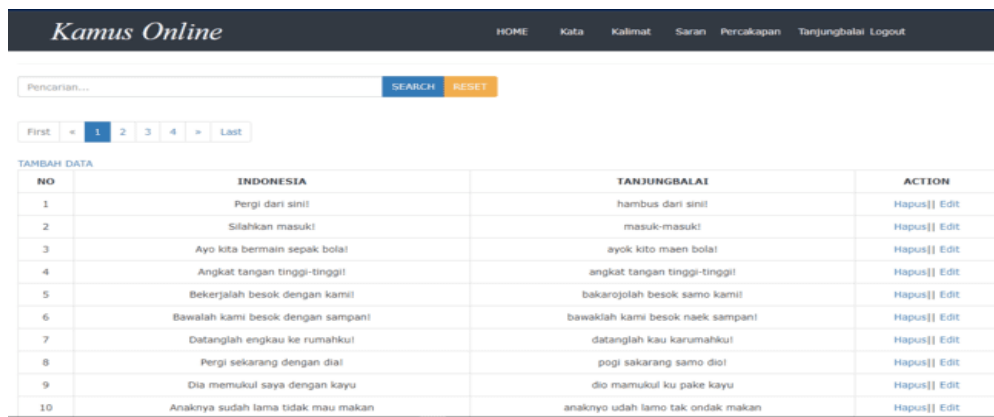 Kamus Online HOME Kata Kalimat Saran Percakapan Tanjungbalai Logout
Pencarian... SEARCH RESET
First « 1 2 3 4 » Last
TAMBAH DATA
NO INDONESIA TANJUNGBALAI ACTION
1 Pergi dari sini! hambus dari sini! Hapus|| Edit
2 Silahkan masuk! masuk-masuk! Hapus|| Edit
3 Ayo kita bermain sepak bola! ayok kito maen bola! Hapus|| Edit
4 Angkat tangan tinggi-tinggi! angkat tangan tinggi-tinggi! Hapus|| Edit
5 Bekerjalah besok dengan kami! bakarojolah besok samo kami! Hapus|| Edit
6 Bawalah kami besok dengan sampan! bawaklah kami besok naek sampan! Hapus|| Edit
7 Datanglah engkau ke rumahku! datanglah kau karumahku! Hapus|| Edit
8 Pergi sekarang dengan dia! pogi sakarang samo dio! Hapus|| Edit
9 Dia memukul saya dengan kayu dio mamukul ku pake kayu Hapus|| Edit
10 Anaknya sudah lama tidak mau makan anaknyo udah lamo tak ondak makan Hapus|| Edit